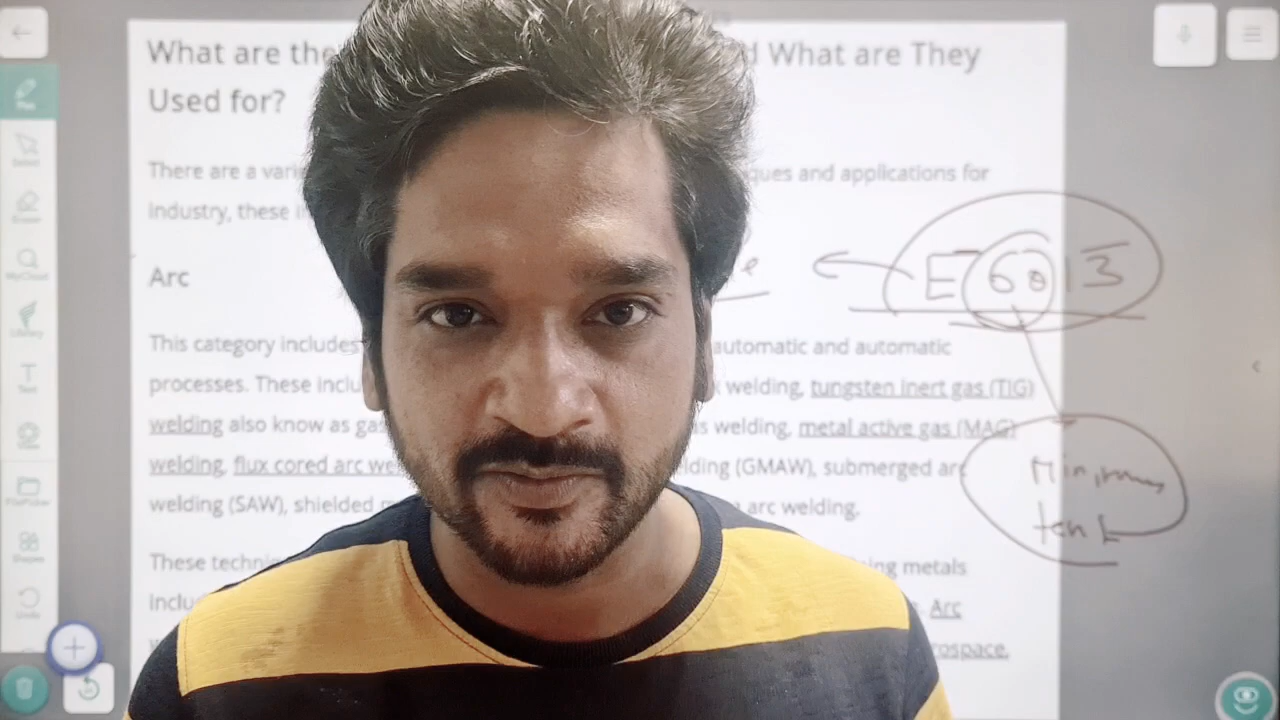 What are the d What are They
Used for?
There are a vari ques and applications for
industry, these i
Arc
e
E 6013
This category includes automatic and automatic
processes. These inclu k welding, tungsten inert gas (TIG)
welding also know as ga s welding, metal active gas (MAG)
welding, flux cored arc we lding (GMAW), submerged arc
welding (SAW), shielded m arc welding.
Minimum
These techni ing metals
inclu Arc
rospace.